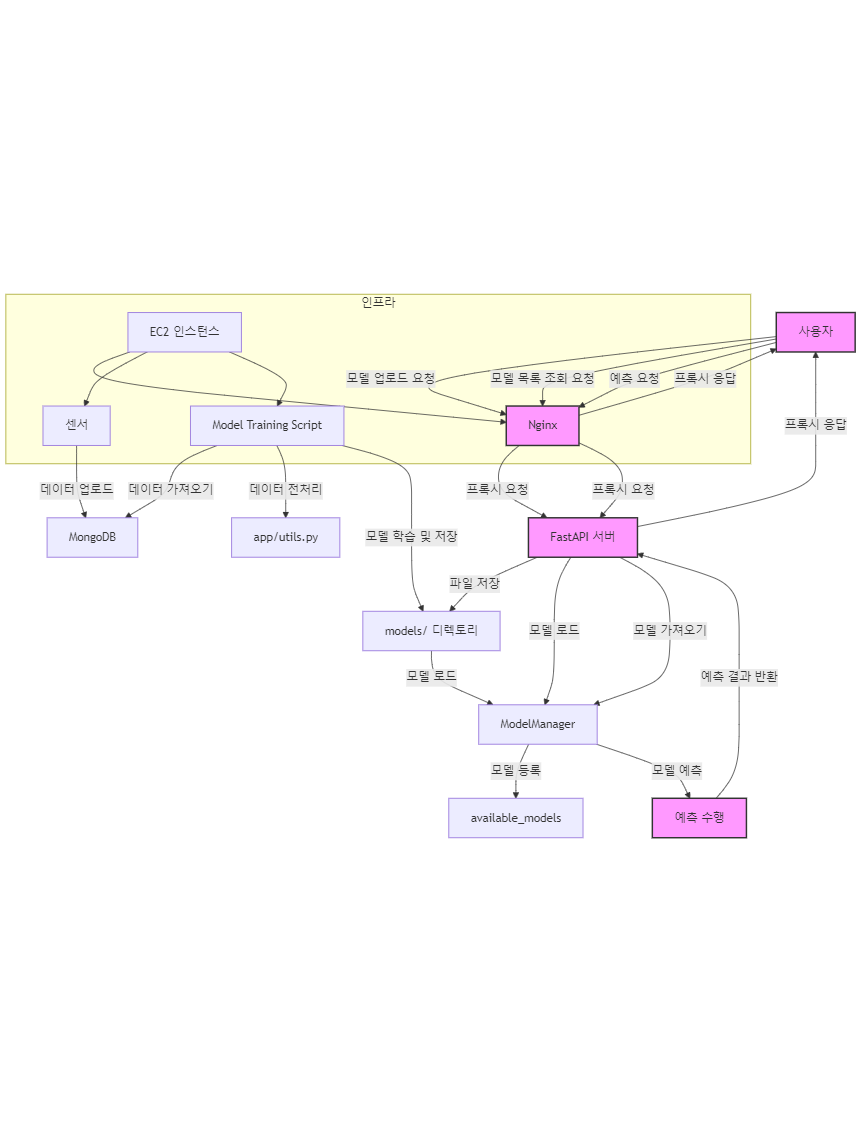 인프라
EC2 인스턴스
사용자
모델 업로드 요청
모델 목록 조회 요청
예측 요청
프록시 응답
센서
Model Training Script
Nginx
프록시 응답
데이터 업로드
데이터 가져오기
데이터 전처리
프록시 요청
프록시 요청
MongoDB
app/utils.py
모델 학습 및 저장
FastAPI 서버
파일 저장
models/ 디렉토리
모델 로드
모델 가져오기
모델 로드
예측 결과 반환
ModelManager
모델 등록
모델 예측
available_models
예측 수행